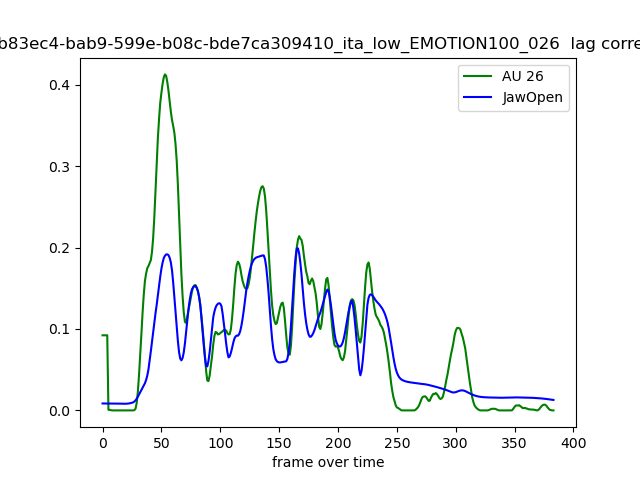 b83ec4-bab9-599e-b08c-bde7ca309410_ita_low_EMOTION100_026 lag corre
AU 26
JawOpen
0.4
0.3
0.2
0.1
0.0
0 50 100 150 200 250 300 350 400
frame over time